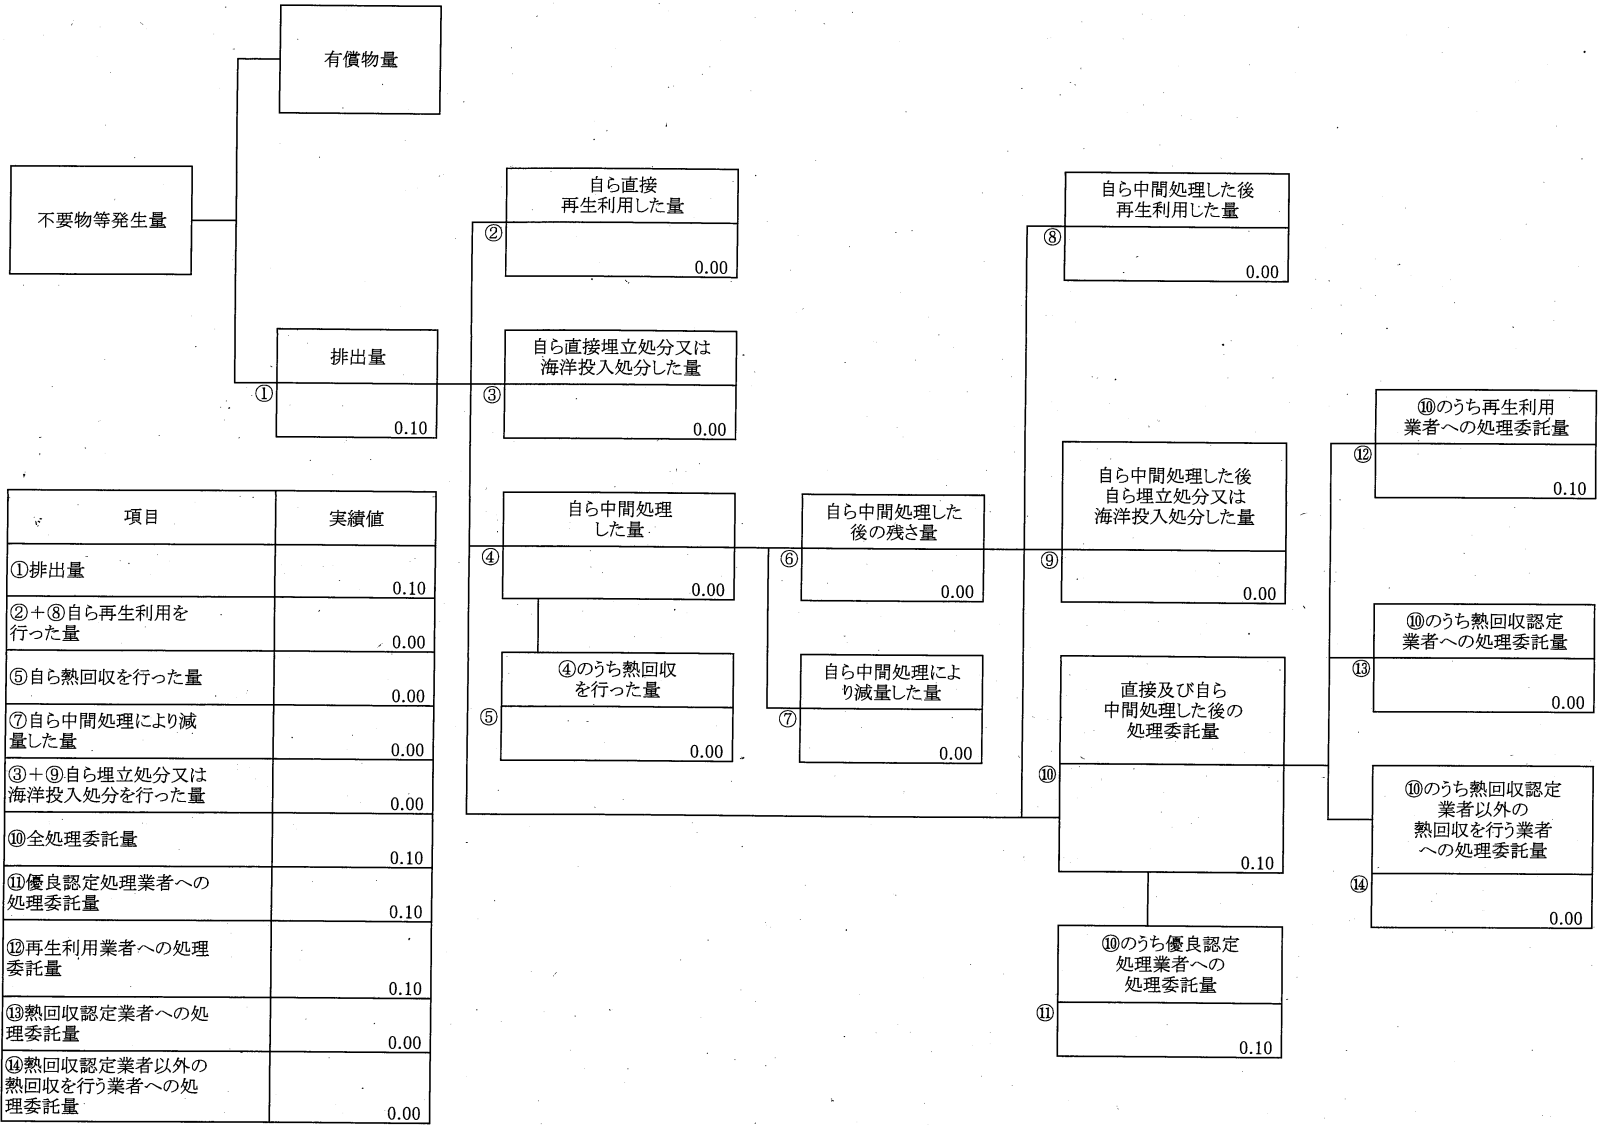 有償物量
不要物等発生量
排出量
①
0.10
自ら直接
再生利用した量
②
0.00
自ら直接埋立処分又は
海洋投入処分した量
③
0.00
自ら中間処理
した量
④
0.00
④のうち熱回収
を行った量
⑤
0.00
自ら中間処理した
後の残さ量
⑥
0.00
自ら中間処理によ
り減量した量
⑦
0.00
自ら中間処理した後
再生利用した量
⑧
0.00
自ら中間処理した後
自ら埋立処分又は
海洋投入処分した量
⑨
0.00
直接及び自ら
中間処理した後の
処理委託量
⑩
0.10
⑩のうち優良認定
処理業者への
処理委託量
⑪
0.10
⑩のうち再生利用
業者への処理委託量
⑫
0.10
⑩のうち熱回収認定
業者への処理委託量
⑬
0.00
⑩のうち熱回収認定
業者以外の
熱回収を行う業者
への処理委託量
⑭
0.00
項目 実績値
①排出量
0.10
②+⑧自ら再生利用を
行った量
0.00
⑤自ら熱回収を行った量
0.00
⑦自ら中間処理により減
量した量
0.00
③+⑨自ら埋立処分又は
海洋投入処分を行った量
0.00
⑩全処理委託量
0.10
⑪優良認定処理業者への
処理委託量
0.10
⑫再生利用業者への処理
委託量
0.10
⑬熱回収認定業者への処
理委託量
0.00
⑭熱回収認定業者以外の
熱回収を行う業者への処
理委託量
0.00